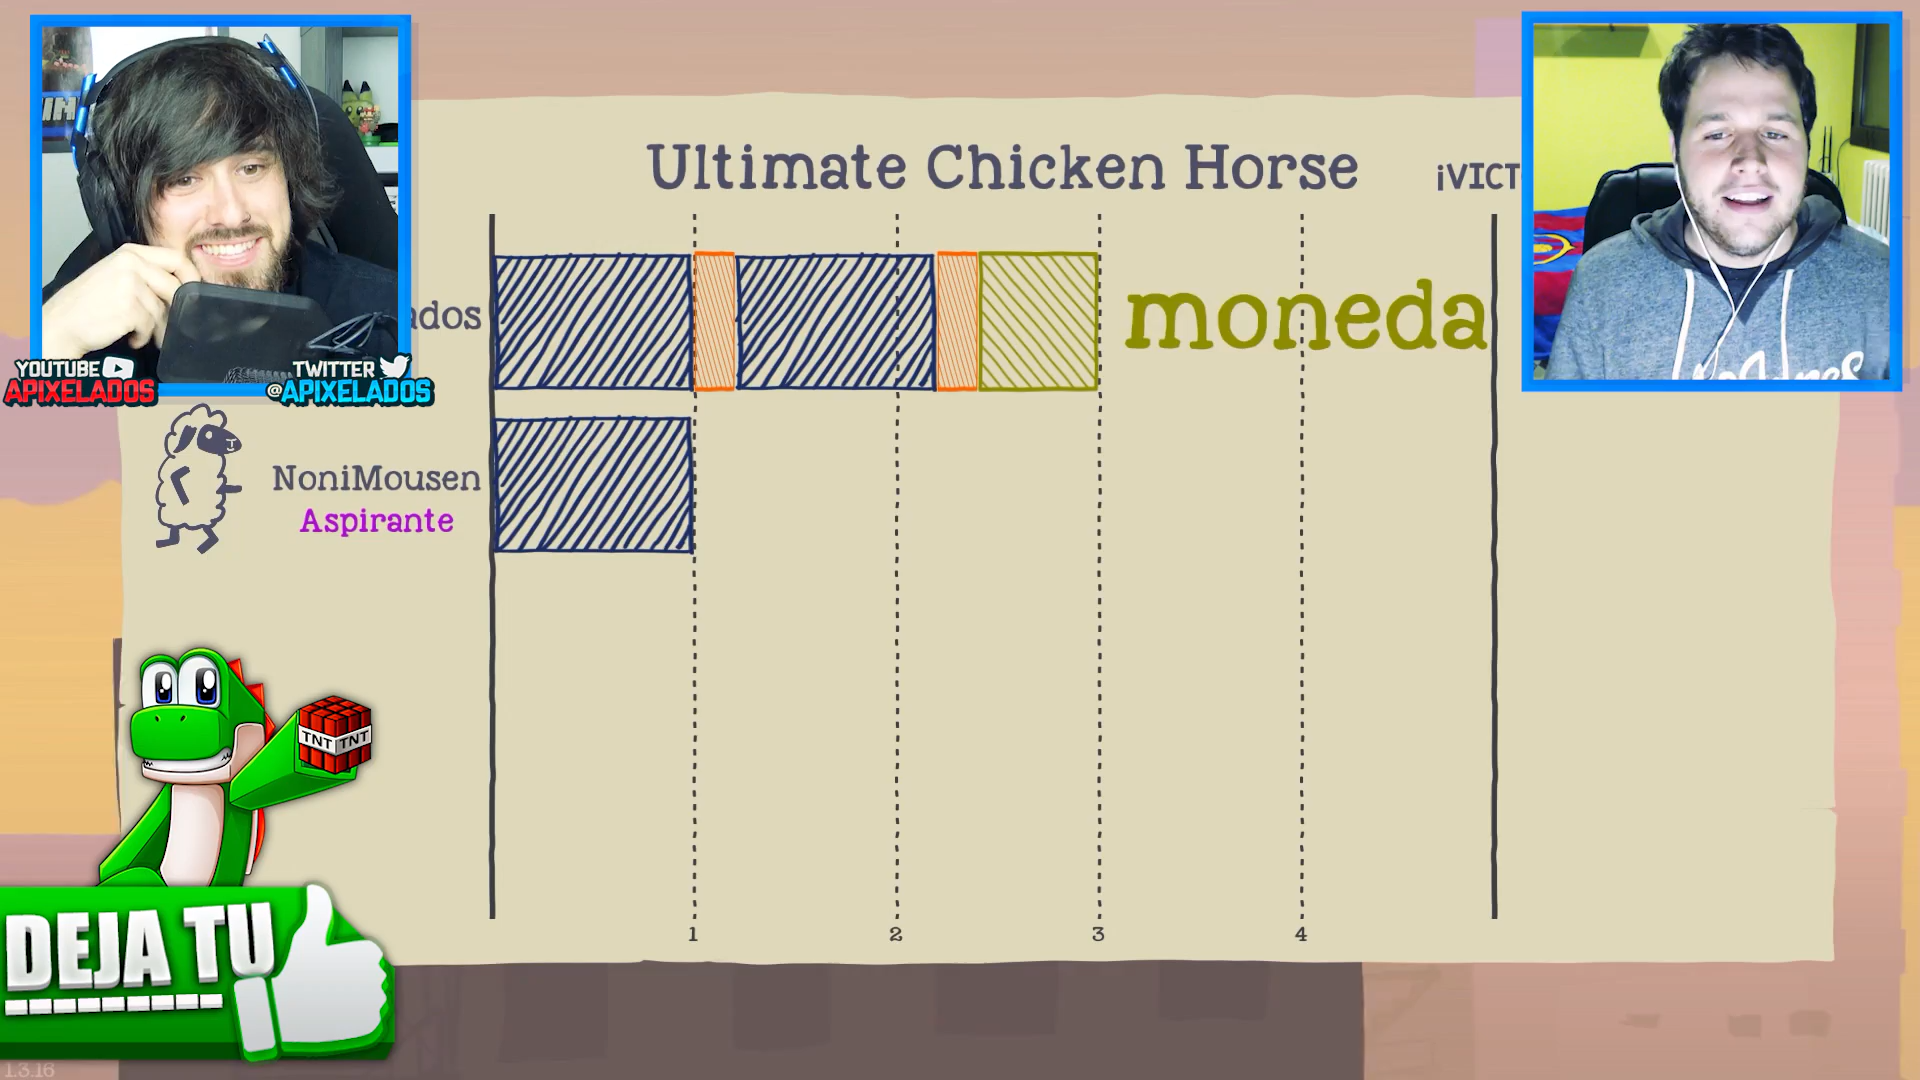 Ultimate Chicken Horse
¡VICT
ados
moneda
YOUTUBE
APIXELADOS
TWITTER
@APIXELADOS
NoniMousen
Aspirante
TNT TNT
DEJA TU
1 2 3 4
1.3.16